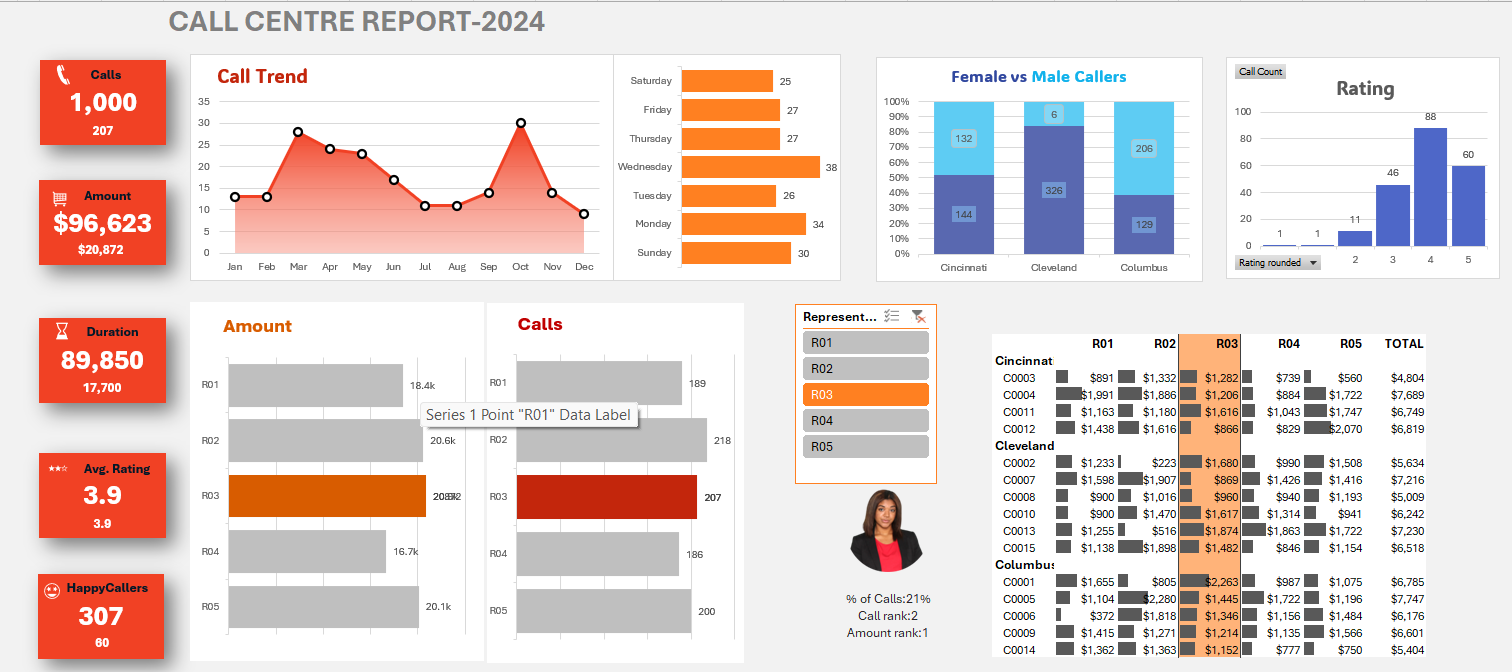 CALL CENTRE REPORT-2024
Calls
1,000
207
Amount
$96,623
$20,872
Duration
89,850
17,700
Avg. Rating
3.9
3.9
HappyCallers
307
60
Call Trend
35
30
25
20
15
10
5
0
Jan Feb Mar Apr May Jun Jul Aug Sep Oct Nov Dec
Saturday 25
Friday 27
Thursday 27
Wednesday 38
Tuesday 26
Monday 34
Sunday 30
Female vs Male Callers
100%
90%
80%
70%
60%
50%
40%
30%
20%
10%
0%
132 6 206
144 326 129
Cincinnati Cleveland Columbus
Call Count
Rating
100
80
60
40
20
0
1 1 11 46 88 60
2 3 4 5
Rating rounded
Amount
R01 18.4k
R02 20.6k
R03
R04 16.7k
R05 20.1k
Series 1 Point "R01" Data Label
Calls
R01 189
R02 218
R03 207
R04 186
R05 200
Represent...
R01
R02
R03
R04
R05
% of Calls:21%
Call rank:2
Amount rank:1
R01 R02 R03 R04 R05 TOTAL
Cincinnati
C0003 $891 $1,332 $1,282 $739 $560 $4,804
C0004 $1,991 $1,886 $1,206 $884 $1,722 $7,689
C0011 $1,163 $1,180 $1,616 $1,043 $1,747 $6,749
C0012 $1,438 $1,616 $866 $829 $2,070 $6,819
Cleveland
C0002 $1,233 $223 $1,680 $990 $1,508 $5,634
C0007 $1,598 $1,907 $869 $1,426 $1,416 $7,216
C0008 $900 $1,016 $960 $940 $1,193 $5,009
C0010 $900 $1,470 $1,617 $1,314 $941 $6,242
C0013 $1,255 $516 $1,874 $1,863 $1,722 $7,230
C0015 $1,138 $1,898 $1,482 $846 $1,154 $6,518
Columbus
C0001 $1,655 $805 $2,263 $987 $1,075 $6,785
C0005 $1,104 $2,280 $1,445 $1,722 $1,196 $7,747
C0006 $372 $1,818 $1,346 $1,156 $1,484 $6,176
C0009 $1,415 $1,271 $1,214 $1,135 $1,566 $6,601
C0014 $1,362 $1,363 $1,152 $777 $750 $5,404